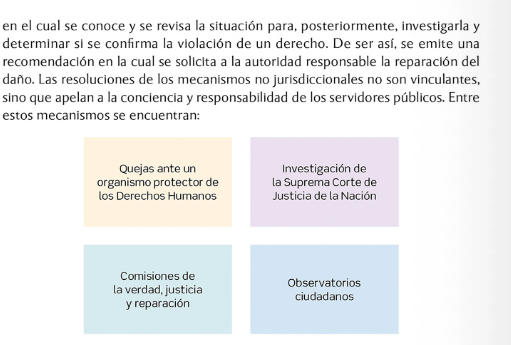 en el cual se conoce y se revisa la situación para, posteriormente, investigarla y
determinar si se confirma la violación de un derecho. De ser así, se emite una
recomendación en la cual se solicita a la autoridad responsable la reparación del
daño. Las resoluciones de los mecanismos no jurisdiccionales no son vinculantes,
sino que apelan a la conciencia y responsabilidad de los servidores públicos. Entre
estos mecanismos se encuentran:
Quejas ante un
organismo protector de
los Derechos Humanos
Investigación de
la Suprema Corte de
Justicia de la Nación
Comisiones de
la verdad, justicia
y reparación
Observatorios
ciudadanos